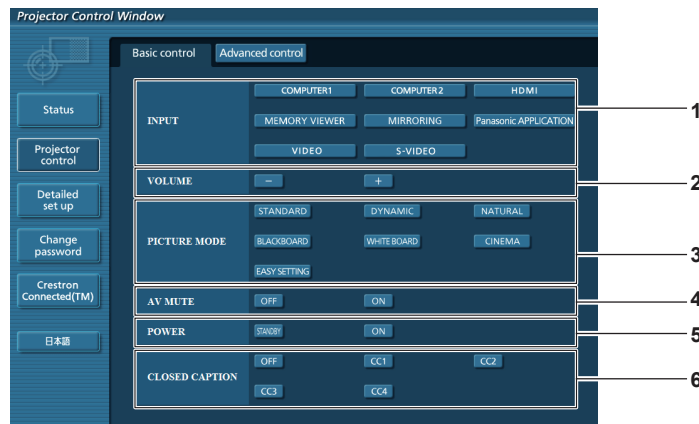 Projector Control Window
Basic control Advanced control
Status
Projector
control
Detailed
set up
Change
password
Crestron
Connected(TM)
日本語
INPUT
COMPUTER1 COMPUTER2 HDMI
MEMORY VIEWER MIRRORING Panasonic APPLICATION
VIDEO S-VIDEO
1
VOLUME - +
2
PICTURE MODE
STANDARD DYNAMIC NATURAL
BLACKBOARD WHITE BOARD CINEMA
EASY SETTING
3
AV MUTE OFF ON
4
POWER STANDBY ON
5
CLOSED CAPTION
OFF CC1 CC2
CC3 CC4
6